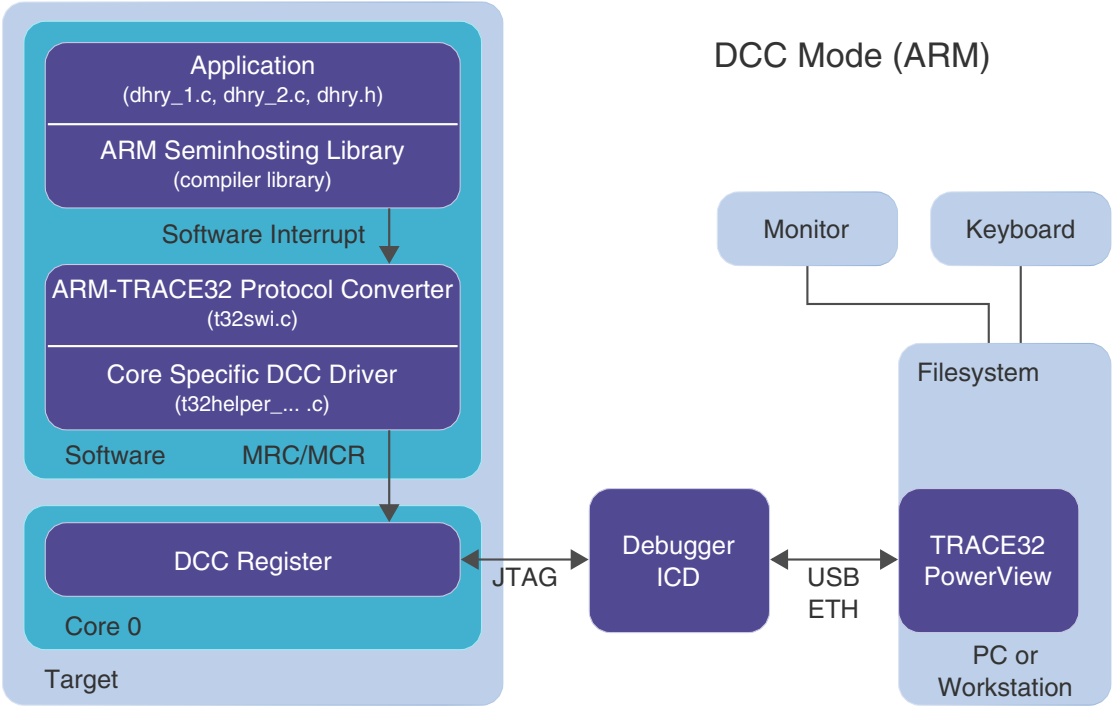 DCC Mode (ARM)
Application
(dhry_1.c, dhry_2.c, dhry.h)
ARM Seminhosting Library
(compiler library)
Software Interrupt
ARM-TRACE32 Protocol Converter
(t32swi.c)
Core Specific DCC Driver
(t32helper_... .c)
Software
MRC/MCR
DCC Register
Core 0
Target
JTAG
Debugger
ICD
USB
ETH
Monitor
Keyboard
Filesystem
TRACE32
PowerView
PC or
Workstation